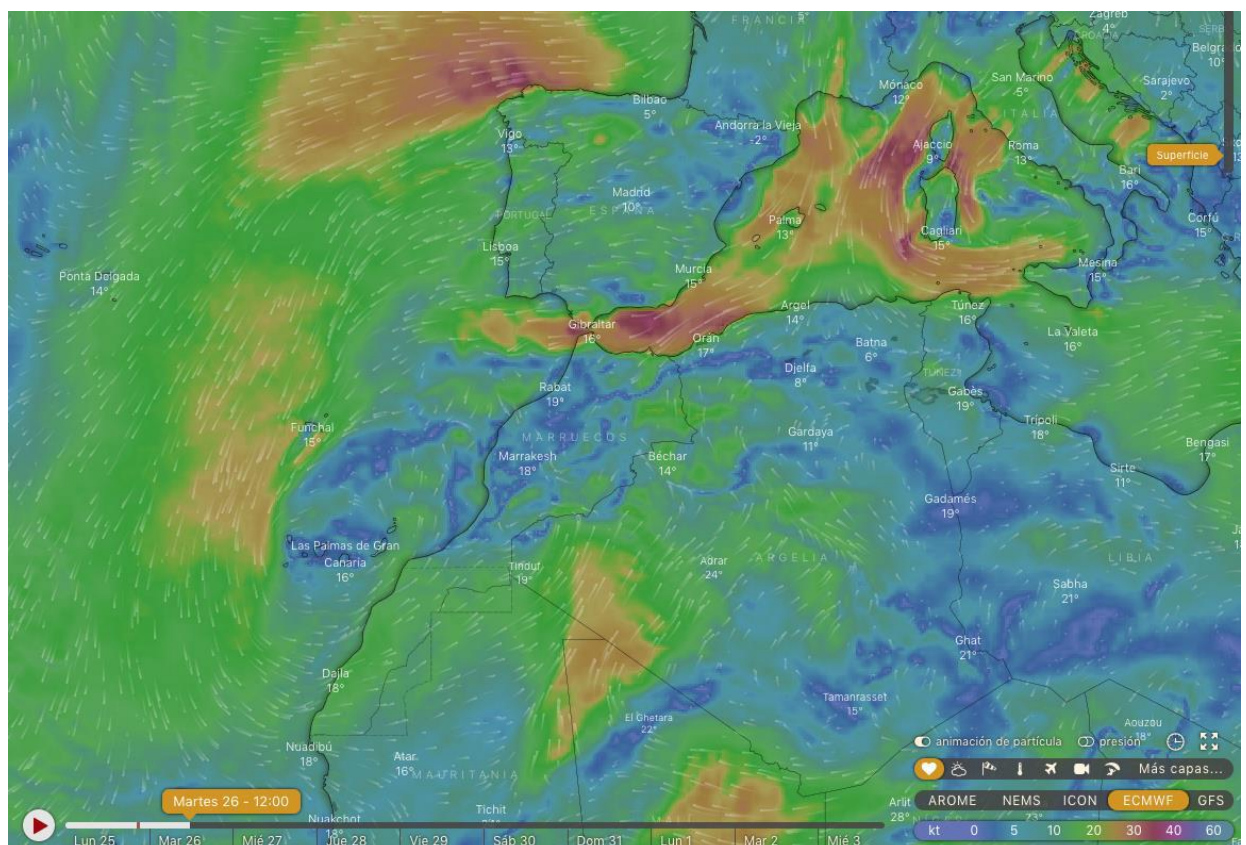 FRANCIA
5°
Zagreb
4°
CROACIA
Belgrado
10°
Mónaco
12°
San Marino
5°
Sarajevo
2°
ITALIA
Bilbao
5°
Andorra la Vieja
-2°
Vigo
13°
Ajaccio
9°
Roma
13°
Superficie
Bari
16°
Madrid
10°
ESPAÑA
PORTUGAL
Palma
13°
Corfú
15°
Lisboa
15°
Cagliari
15°
Ponta Delgada
14°
Murcia
15°
Mesina
15°
Gibraltar
16°
Argel
14°
Túnez
16°
Orán
17°
La Valeta
16°
Batna
6°
Djelfa
8°
TÚNEZ
Rabat
19°
Gabès
19°
Funchal
15°
Trípoli
18°
MARRUECOS
Gardaya
11°
Bengasi
17°
Marrakesh
18°
Béchar
14°
Sirte
11°
Gadamés
19°
Las Palmas de Gran
Canaria
16°
Tinduf
19°
Adrar
24°
ARGELIA
LIBIA
Sabha
21°
Ghat
21°
Dajla
18°
Tamanrasset
15°
El Ghetara
22°
Aouzou
18°
Nuadibú
18°
Atar
16°
MAURITANIA
animación de partícula
presión
Más capas...
Martes 26 - 12:00
Tichit
Arlit
28°
AROME NEMS ICON ECMWF GFS
Nuakchot
18°
23°
kt 0 5 10 20 30 40 60
Lun 25 Mar 26 Mié 27 Jue 28 Vie 29 Sáb 30 Dom 31 Lun 1 Mar 2 Mié 3